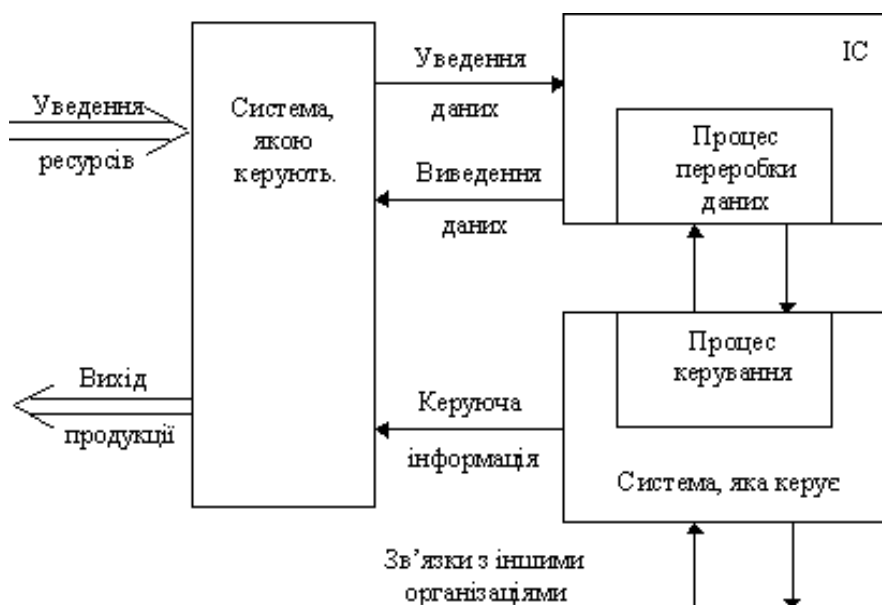 Уведення
ресурсів
Вихід
продукції
Система,
якою
керують.
Уведення
даних
Виведення
даних
Керуюча
інформація
ІС
Процес
переробки
даних
Процес
керування
Система, яка керує
Зв’язки з іншими
організаціями